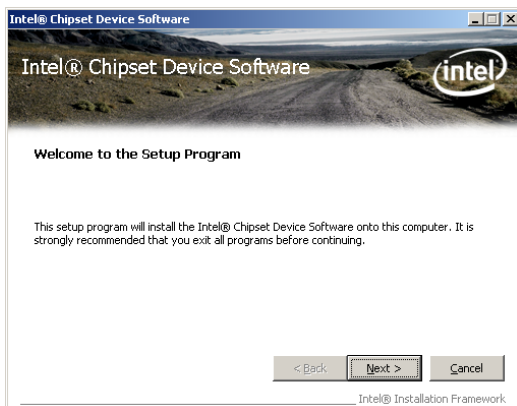 Intel® Chipset Device Software
Intel® Chipset Device Software
intel
Welcome to the Setup Program
This setup program will install the Intel® Chipset Device Software onto this computer. It is
strongly recommended that you exit all programs before continuing.
< Back
Next >
Cancel
Intel® Installation Framework